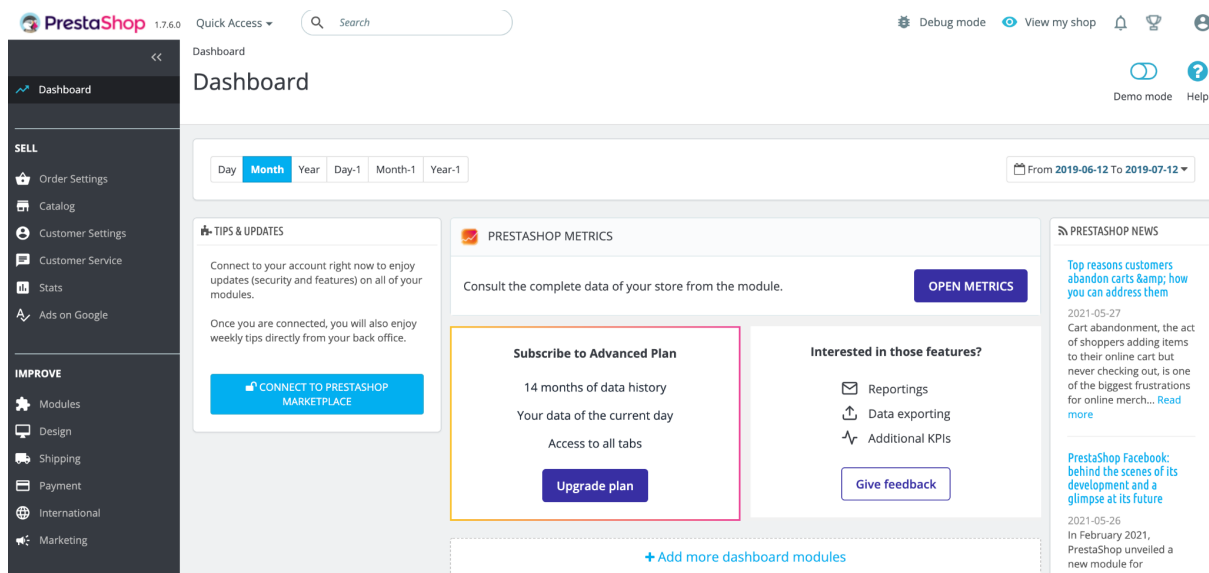 PrestaShop 1.7.6.0 Quick Access Search Debug mode View my shop
Dashboard
Dashboard
Demo mode Help
Dashboard
SELL
Order Settings
Catalog
Customer Settings
Customer Service
Stats
Ads on Google
IMPROVE
Modules
Design
Shipping
Payment
International
Marketing
Day Month Year Day-1 Month-1 Year-1
From 2019-06-12 To 2019-07-12
TIPS & UPDATES
Connect to your account right now to enjoy
updates (security and features) on all of your
modules.
Once you are connected, you will also enjoy
weekly tips directly from your back office.
CONNECT TO PRESTASHOP
MARKETPLACE
PRESTASHOP METRICS
Consult the complete data of your store from the module.
OPEN METRICS
Subscribe to Advanced Plan
14 months of data history
Your data of the current day
Access to all tabs
Upgrade plan
Interested in those features?
Reportings
Data exporting
Additional KPIs
Give feedback
+ Add more dashboard modules
PRESTASHOP NEWS
Top reasons customers
abandon carts &amp; how
you can address them
2021-05-27
Cart abandonment, the act
of shoppers adding items
to their online cart but
never checking out, is one
of the biggest frustrations
for online merch... Read
more
PrestaShop Facebook:
behind the scenes of its
development and a
glimpse at its future
2021-05-26
In February 2021,
PrestaShop unveiled a
new module for